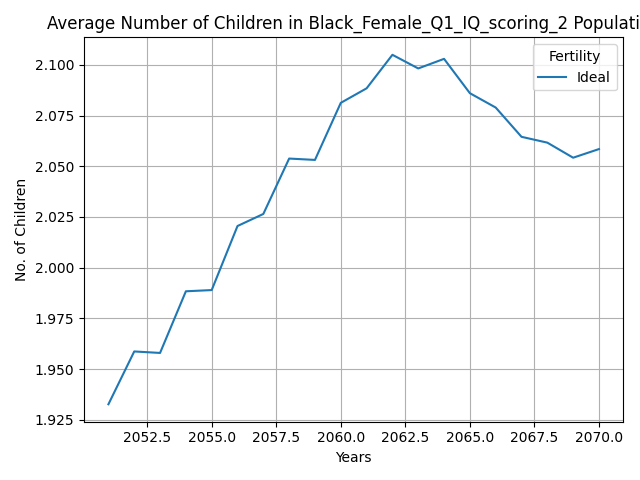 Average Number of Children in Black_Female_Q1_IQ_scoring_2 Populati
Fertility
Ideal
No. of Children
2.100
2.075
2.050
2.025
2.000
1.975
1.950
1.925
2052.5 2055.0 2057.5 2060.0 2062.5 2065.0 2067.5 2070.0
Years